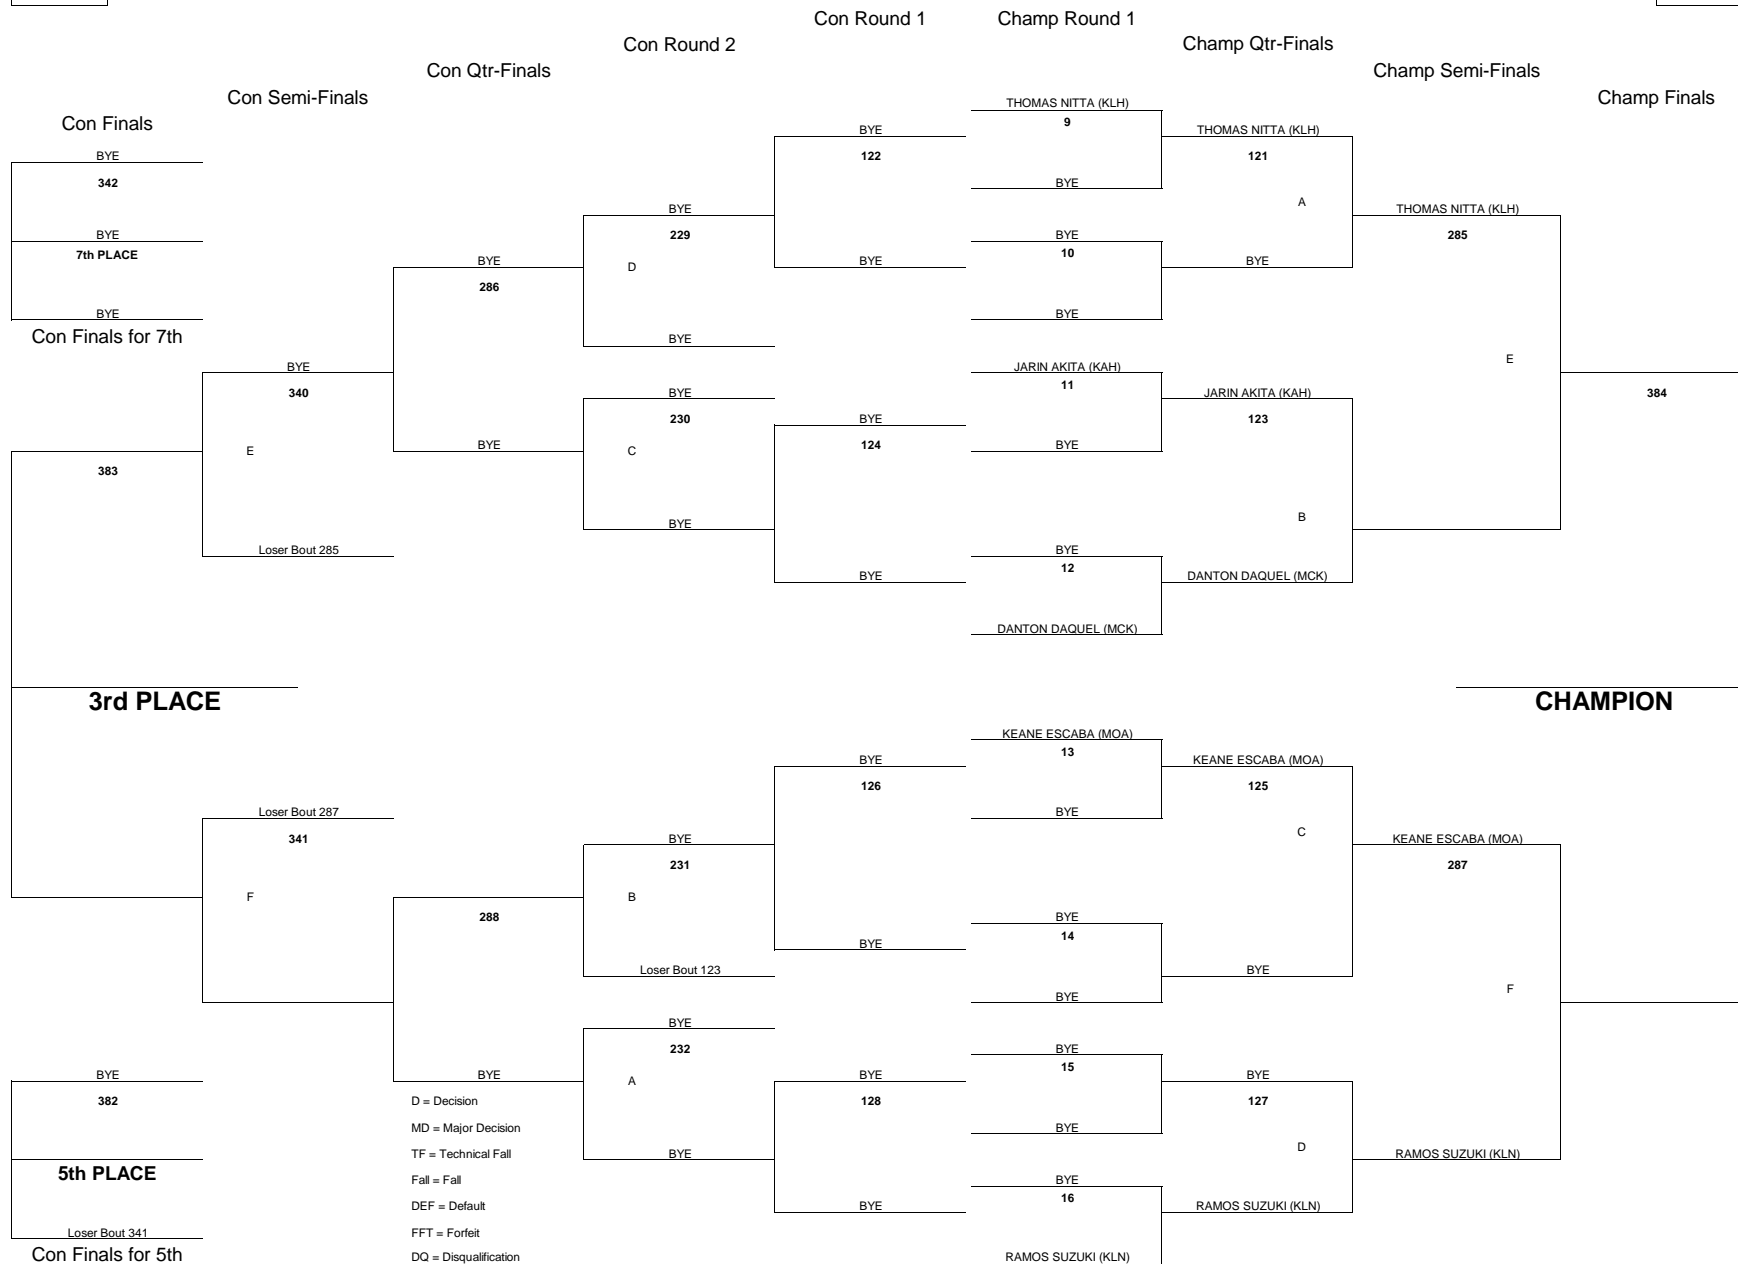 Con Round 1 Champ Round 1
Con Round 2 Champ Qtr-Finals
Con Qtr-Finals Champ Semi-Finals
Con Semi-Finals Champ Finals
THOMAS NITTA (KLH)
Con Finals 9
BYE THOMAS NITTA (KLH)
BYE 122 121
342 BYE
A
BYE THOMAS NITTA (KLH)
BYE 229 BYE 285
7th PLACE 10
BYE D BYE BYE
286
BYE BYE
Con Finals for 7th BYE
E
BYE JARIN AKITA (KAH)
11
340 BYE JARIN AKITA (KAH) 384
230 BYE 123
E BYE C 124 BYE
383
B
BYE
Loser Bout 285 BYE
12
BYE DANTON DAQUEL (MCK)
DANTON DAQUEL (MCK)
3rd PLACE CHAMPION
KEANE ESCABA (MOA)
13
BYE KEANE ESCABA (MOA)
126 125
Loser Bout 287 BYE
C
341 BYE KEANE ESCABA (MOA)
231 287
F B
288 BYE
14
BYE
Loser Bout 123 BYE
F
BYE
BYE
232 BYE
15
BYE BYE A BYE BYE
382 D = Decision 128 127
MD = Major Decision BYE
D
TF = Technical Fall BYE RAMOS SUZUKI (KLN)
5th PLACE
Fall = Fall BYE
16
DEF = Default BYE RAMOS SUZUKI (KLN)
Loser Bout 341 FFT = Forfeit
Con Finals for 5th DQ = Disqualification RAMOS SUZUKI (KLN)